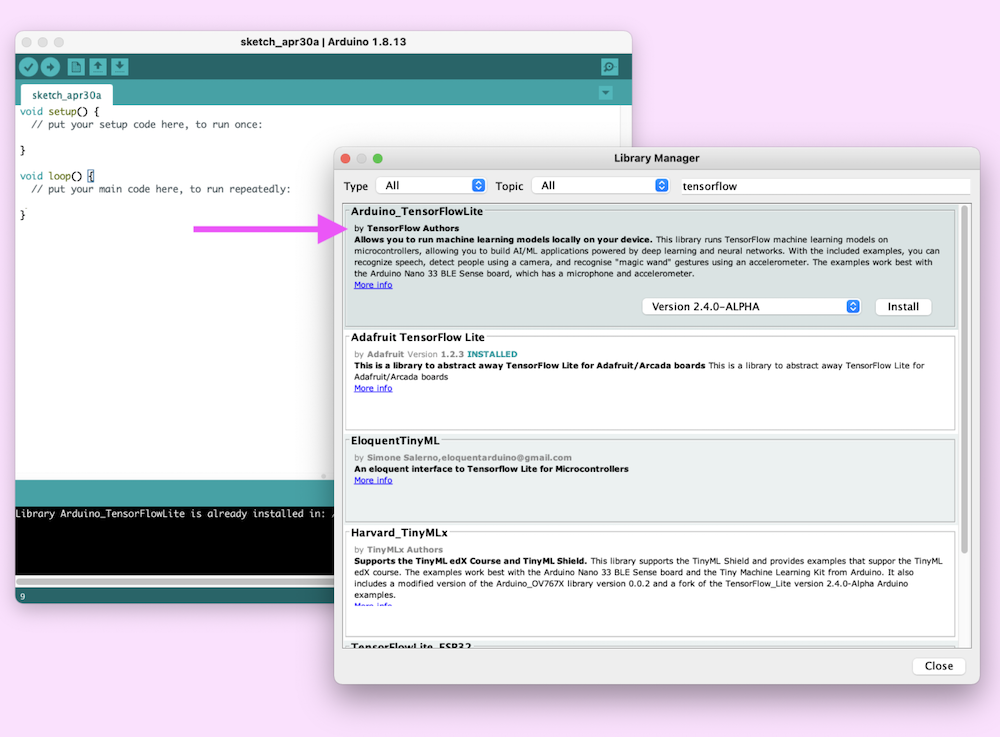 sketch_apr30a | Arduino 1.8.13
sketch_apr30a
void setup() {
// put your setup code here, to run once:
}
void loop() {
// put your main code here, to run repeatedly:
}
Library Arduino_TensorFlowLite is already installed in:
9
Library Manager
Type All Topic All tensorflow
Arduino_TensorFlowLite
by TensorFlow Authors
Allows you to run machine learning models locally on your device. This library runs TensorFlow machine learning models on
microcontrollers, allowing you to build AI/ML applications powered by deep learning and neural networks. With the included examples, you can
recognize speech, detect people using a camera, and recognise "magic wand" gestures using an accelerometer. The examples work best with
the Arduino Nano 33 BLE Sense board, which has a microphone and accelerometer.
More info
Version 2.4.0-ALPHA Install
Adafruit TensorFlow Lite
by Adafruit Version 1.2.3 INSTALLED
This is a library to abstract away TensorFlow Lite for Adafruit/Arcada boards This is a library to abstract away TensorFlow Lite for
Adafruit/Arcada boards
More info
EloquentTinyML
by Simone Salerno,eloquentarduino@gmail.com
An eloquent interface to Tensorflow Lite for Microcontrollers
More info
Harvard_TinyMLx
by TinyMLx Authors
Supports the TinyML edX Course and TinyML Shield. This library supports the TinyML Shield and provides examples that suppor the TinyML
edX course. The examples work best with the Arduino Nano 33 BLE Sense board and the Tiny Machine Learning Kit from Arduino. It also
includes a modified version of the Arduino_OV767X library version 0.0.2 and a fork of the TensorFlow_Lite version 2.4.0-Alpha Arduino
examples.
More info
TensorFlowLite_ESP32
Close